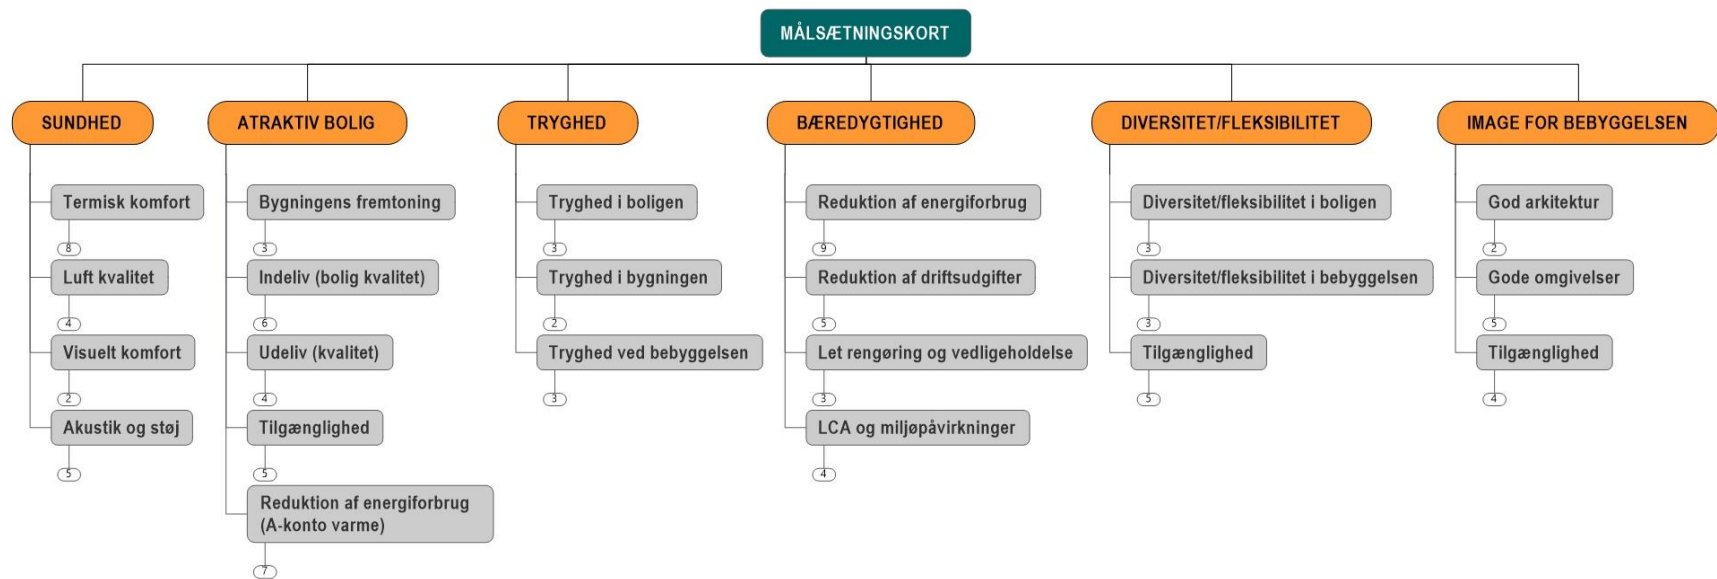 MÅLSÆTNINGSKORT
SUNDHED
Termisk komfort
8
Luft kvalitet
4
Visuelt komfort
2
Akustik og støj
5
ATRAKTIV BOLIG
Bygningens fremtoning
3
Indeliv (bolig kvalitet)
6
Udeliv (kvalitet)
4
Tilgænglighed
5
Reduktion af energiforbrug
(A-konto varme)
7
TRYGHED
Tryghed i boligen
3
Tryghed i bygningen
2
Tryghed ved bebyggelsen
3
BÆREDYGTIGHED
Reduktion af energiforbrug
9
Reduktion af driftsudgifter
5
Let rengøring og vedligeholdelse
3
LCA og miljøpåvirkninger
4
DIVERSITET/FLEKSIBILITET
Diversitet/fleksibilitet i boligen
3
Diversitet/fleksibilitet i bebyggelsen
3
Tilgænglighed
5
IMAGE FOR BEBYGGELSEN
God arkitektur
2
Gode omgivelser
5
Tilgænglighed
4